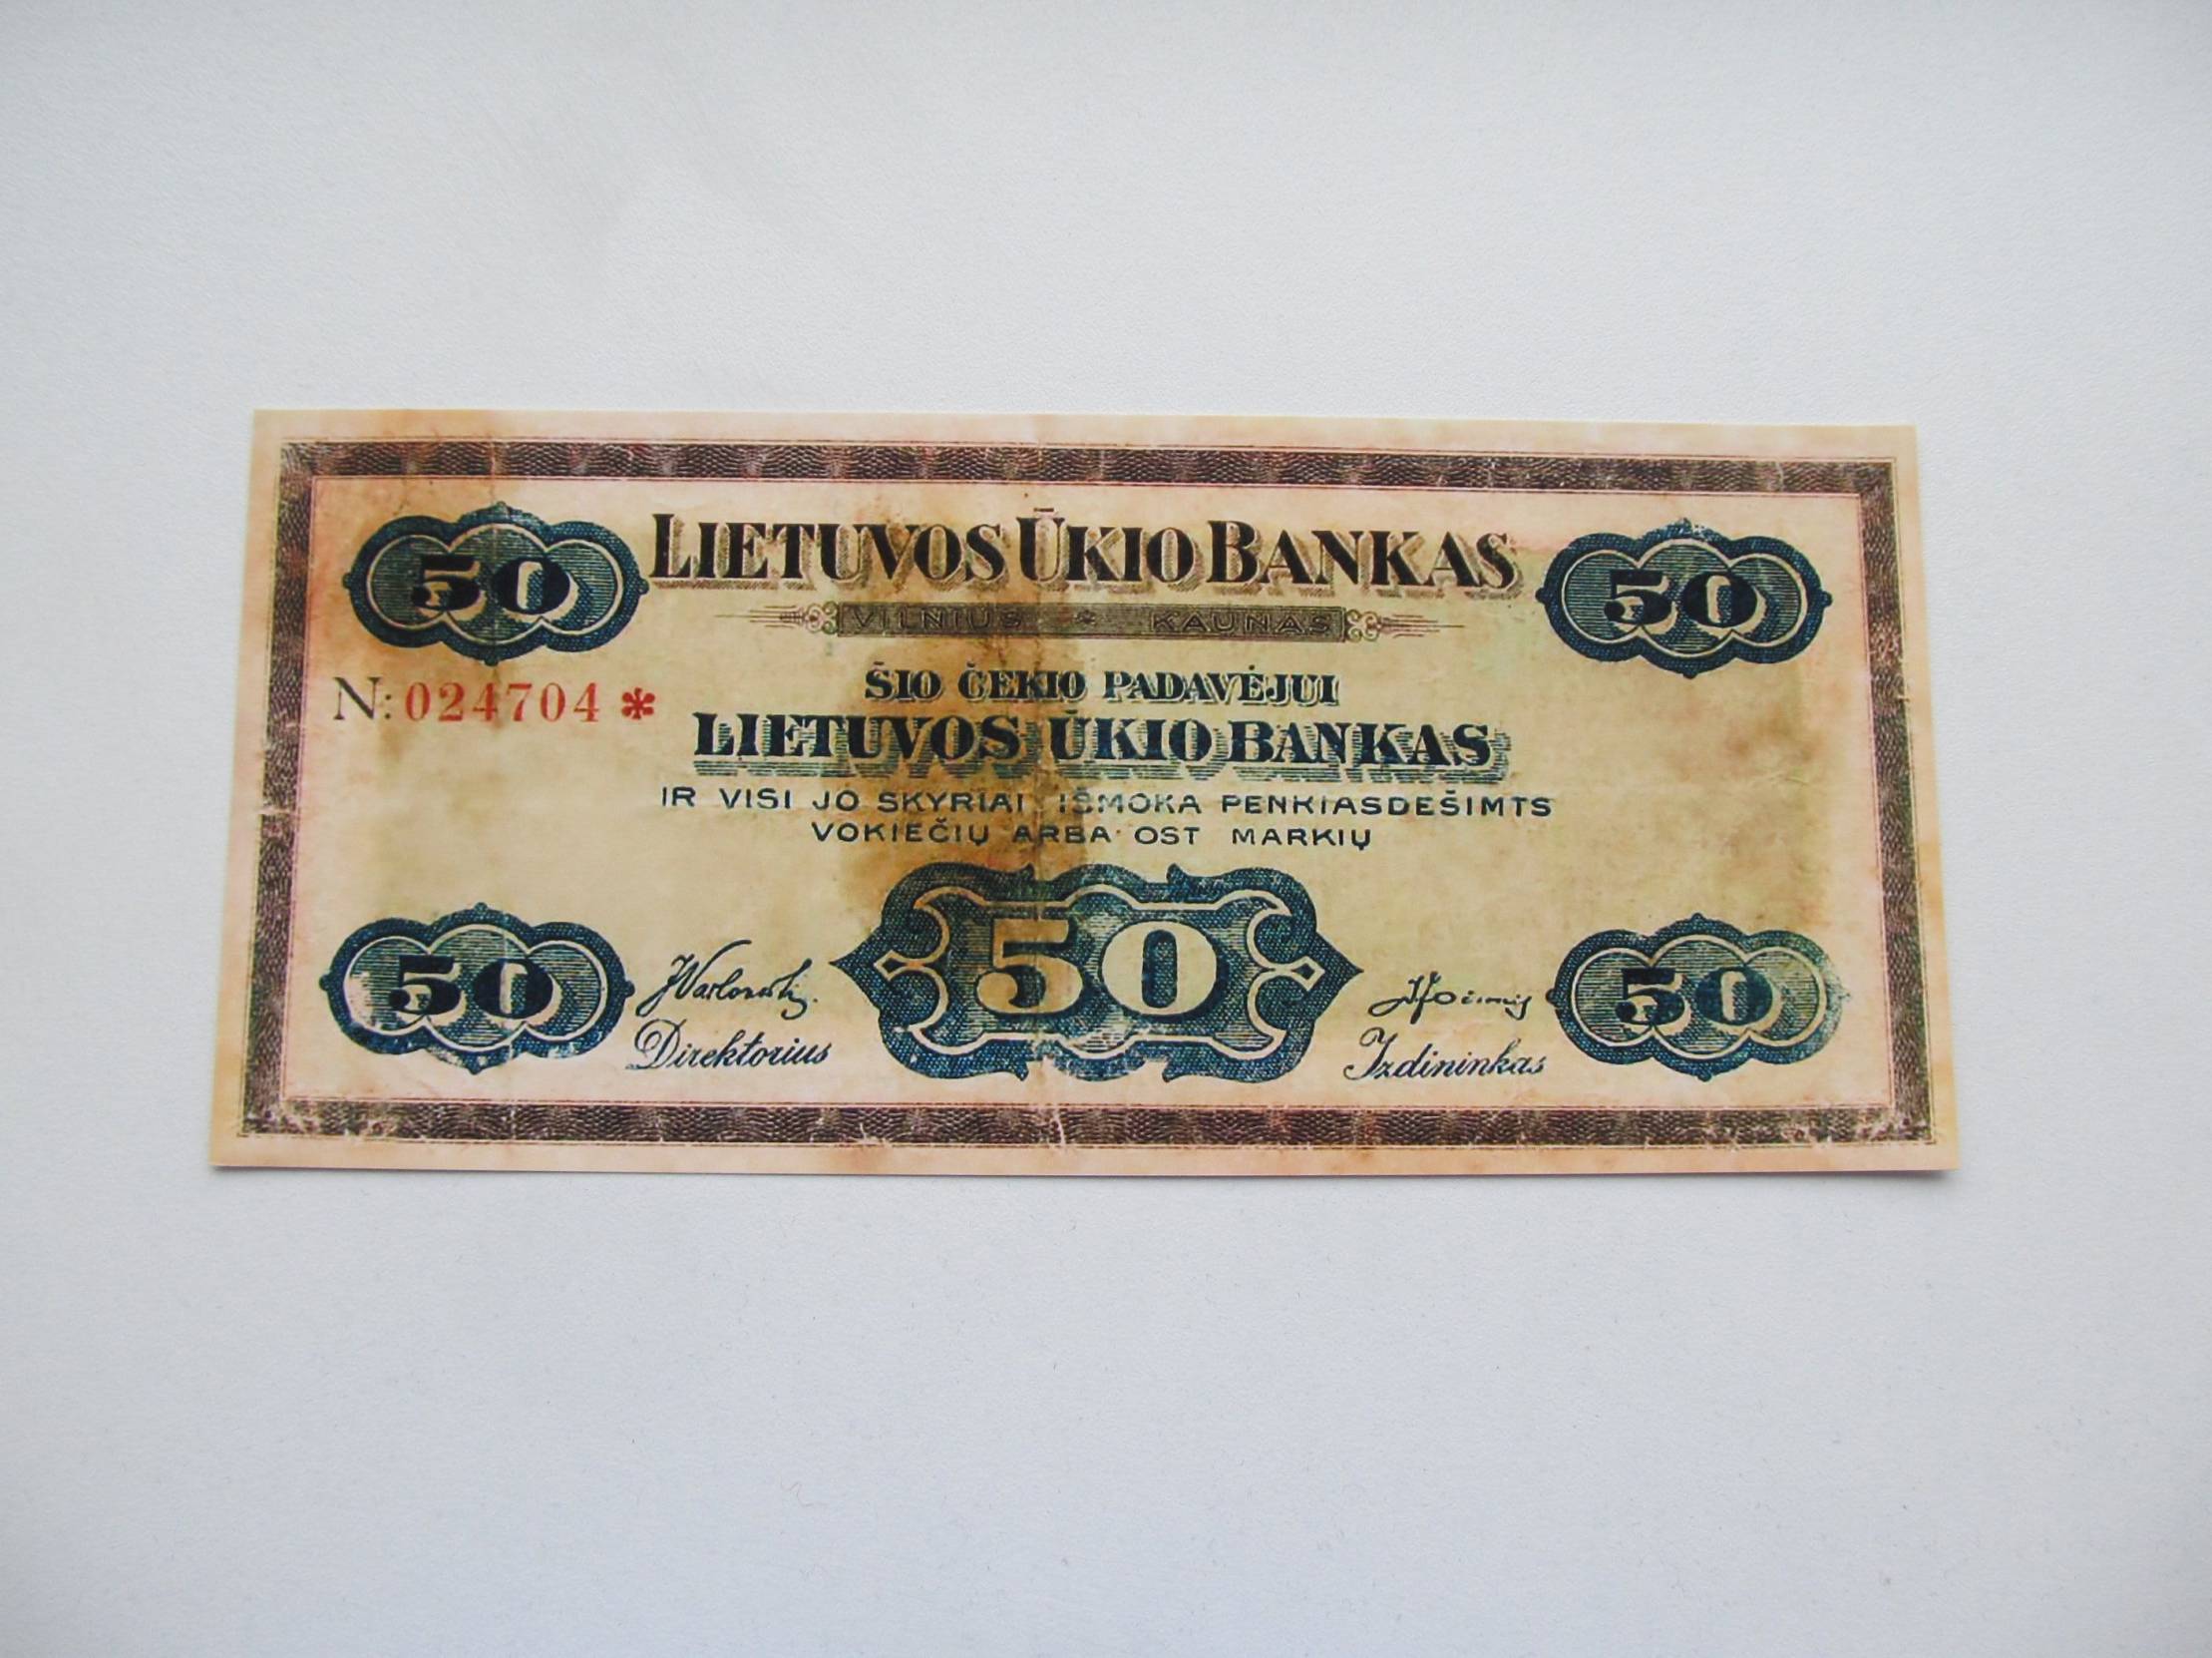 50 LIETUVOS ŪKIO BANKAS 50
VILNIUS * KAUNAS
N: 024704 *
ŠIO ČEKIO PADAVĖJUI
LIETUVOS ŪKIO BANKAS
IR VISI JO SKYRIAI IŠMOKA PENKIASDEŠIMTS
VOKIEČIŲ ARBA OST MARKIŲ
50 50 50
Direktorius Izdininkas